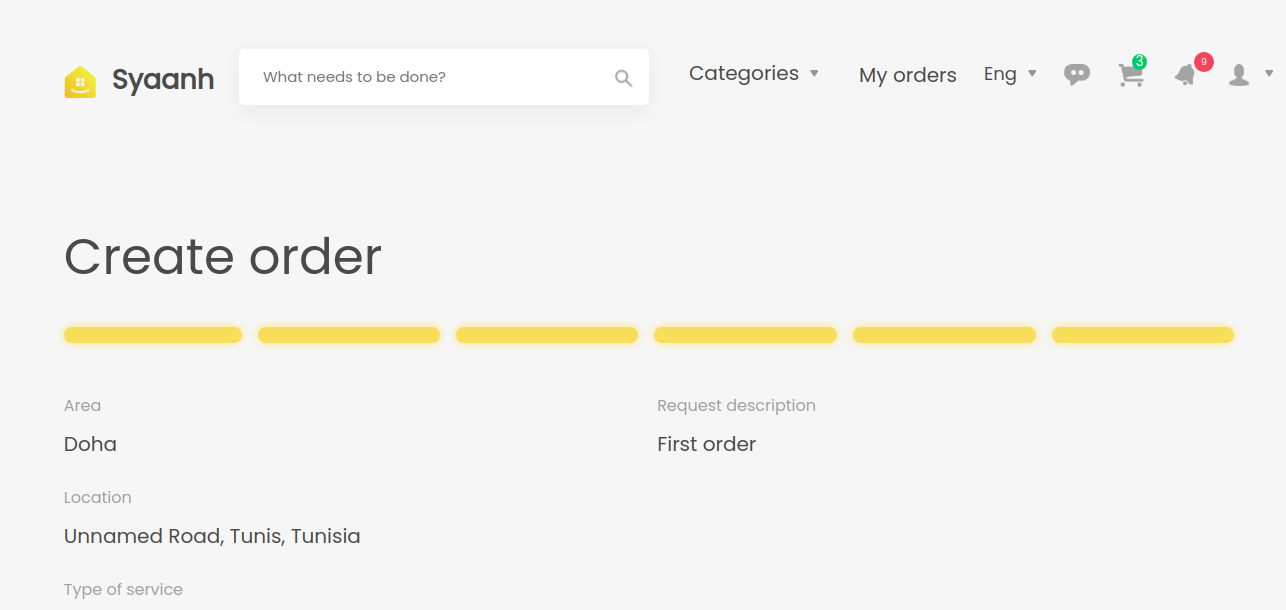 Syaanh
What needs to be done?
Categories
My orders
Eng
3
9
Create order
Area
Doha
Request description
First order
Location
Unnamed Road, Tunis, Tunisia
Type of service